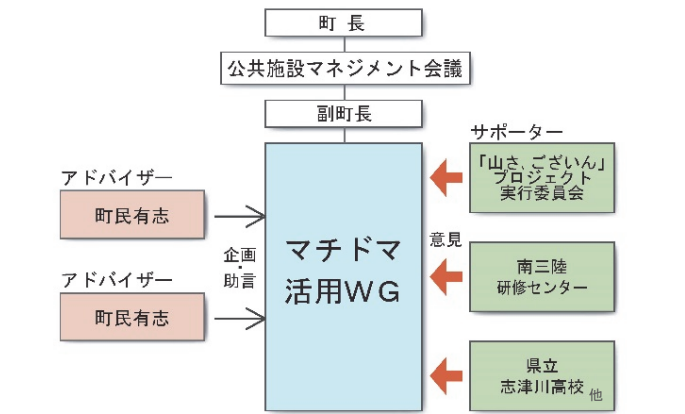 町 長
公共施設マネジメント会議
副町長
サポーター
「山さ、ございん」
プロジェクト
実行委員会
アドバイザー
町民有志
企画・助言
意見
マチドマ
活用WG
南三陸
研修センター
アドバイザー
町民有志
県立
志津川高校 他